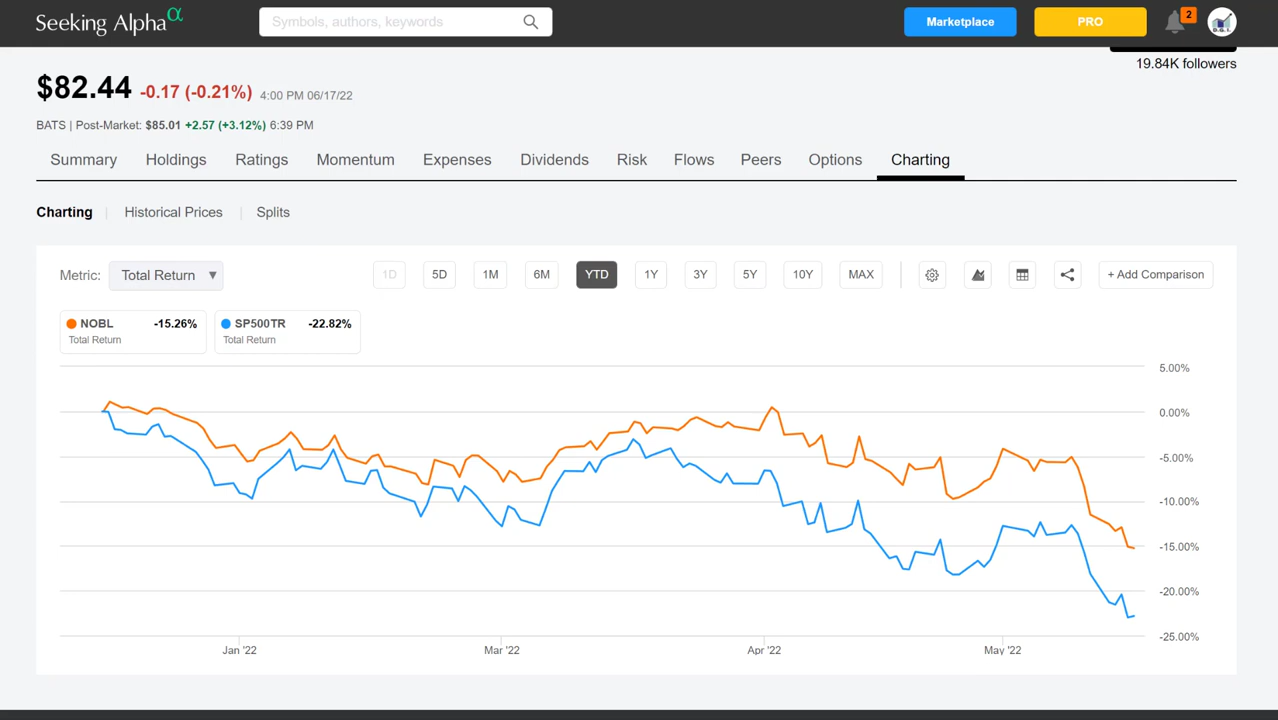 Seeking Alpha α
Symbols, authors, keywords
Marketplace
PRO
2
D.G.I.
19.84K followers
$82.44 -0.17 (-0.21%) 4:00 PM 06/17/22
BATS | Post-Market: $85.01 +2.57 (+3.12%) 6:39 PM
Summary Holdings Ratings Momentum Expenses Dividends Risk Flows Peers Options Charting
Charting | Historical Prices | Splits
Metric: Total Return ▼ 1D 5D 1M 6M YTD 1Y 3Y 5Y 10Y MAX + Add Comparison
NOBL -15.26%
Total Return
SP500TR -22.82%
Total Return
5.00%
0.00%
-5.00%
-10.00%
-15.00%
-20.00%
-25.00%
Jan '22 Mar '22 Apr '22 May '22